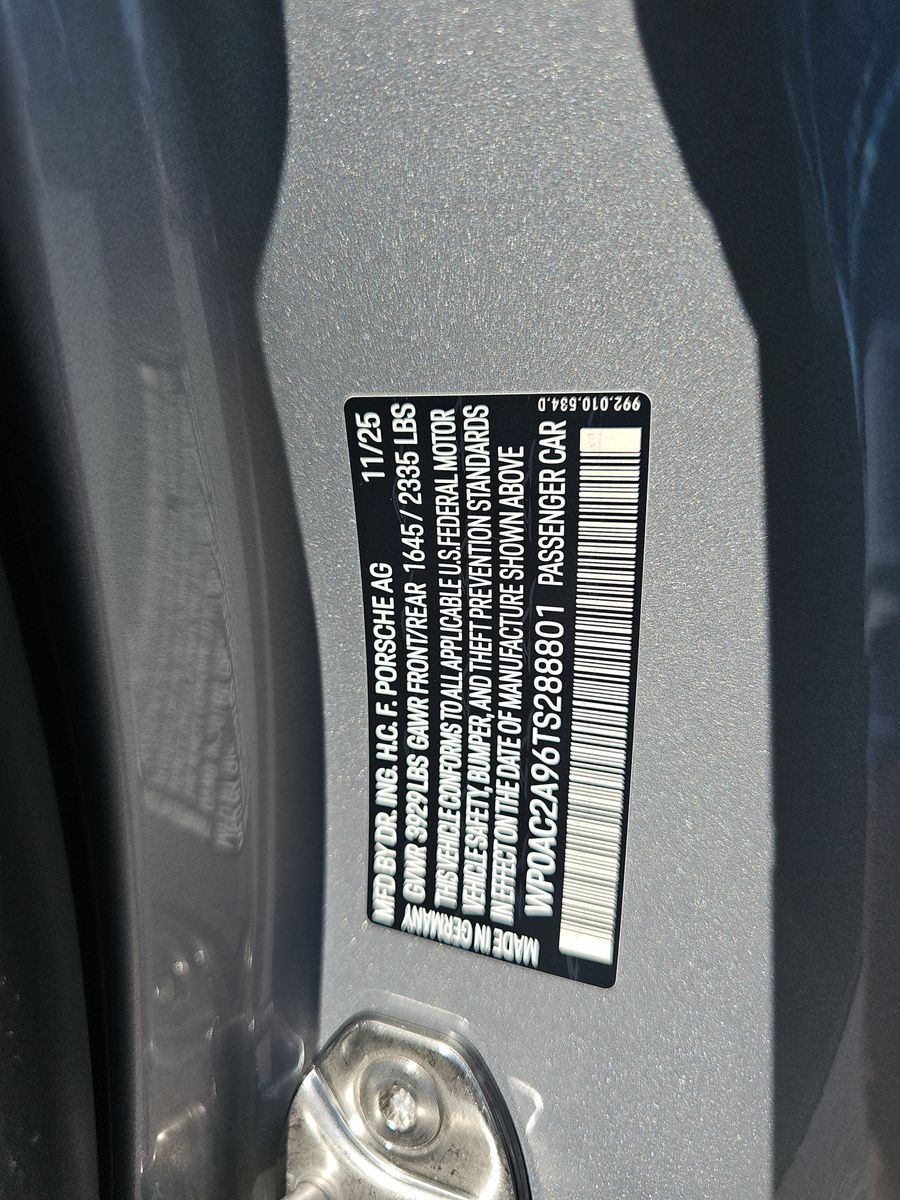 MFD BY DR. ING. H.C. F. PORSCHE AG 11/25
GVWR 3929 LBS GAWR FRONT/REAR 1645 / 2335 LBS
THIS VEHICLE CONFORMS TO ALL APPLICABLE U.S. FEDERAL MOTOR
VEHICLE SAFETY, BUMPER, AND THEFT PREVENTION STANDARDS
IN EFFECT ON THE DATE OF MANUFACTURE SHOWN ABOVE
VP0AC2A96TS288801 PASSENGER CAR
MADE IN GERMANY
992.010.534.D